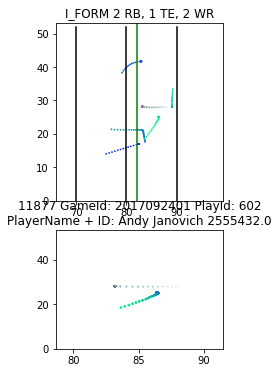 I_FORM 2 RB, 1 TE, 2 WR
50
40
30
20
10
0
70 80 90
11877 GameId: 2017092401 PlayId: 602
PlayerName + ID: Andy Janovich 2555432.0
40
20
0
80 85 90